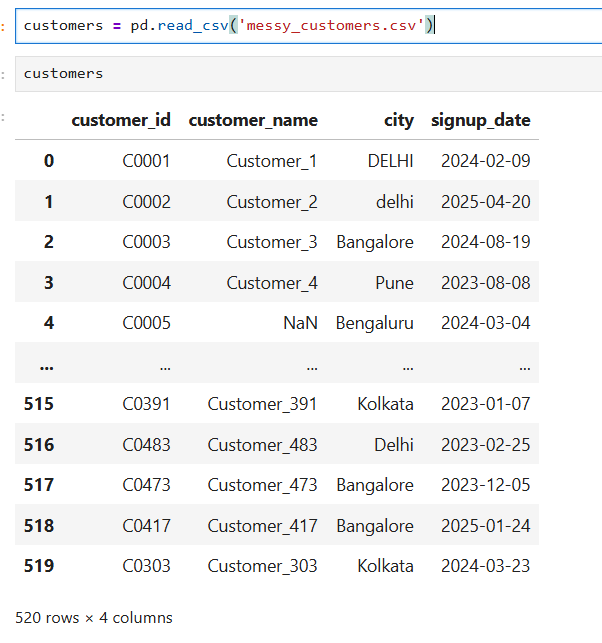 customers = pd.read_csv('messy_customers.csv')
customers
customer_id customer_name city signup_date
0 C0001 Customer_1 DELHI 2024-02-09
1 C0002 Customer_2 delhi 2025-04-20
2 C0003 Customer_3 Bangalore 2024-08-19
3 C0004 Customer_4 Pune 2023-08-08
4 C0005 NaN Bengaluru 2024-03-04
... ... ... ... ...
515 C0391 Customer_391 Kolkata 2023-01-07
516 C0483 Customer_483 Delhi 2023-02-25
517 C0473 Customer_473 Bangalore 2023-12-05
518 C0417 Customer_417 Bangalore 2025-01-24
519 C0303 Customer_303 Kolkata 2024-03-23
520 rows × 4 columns